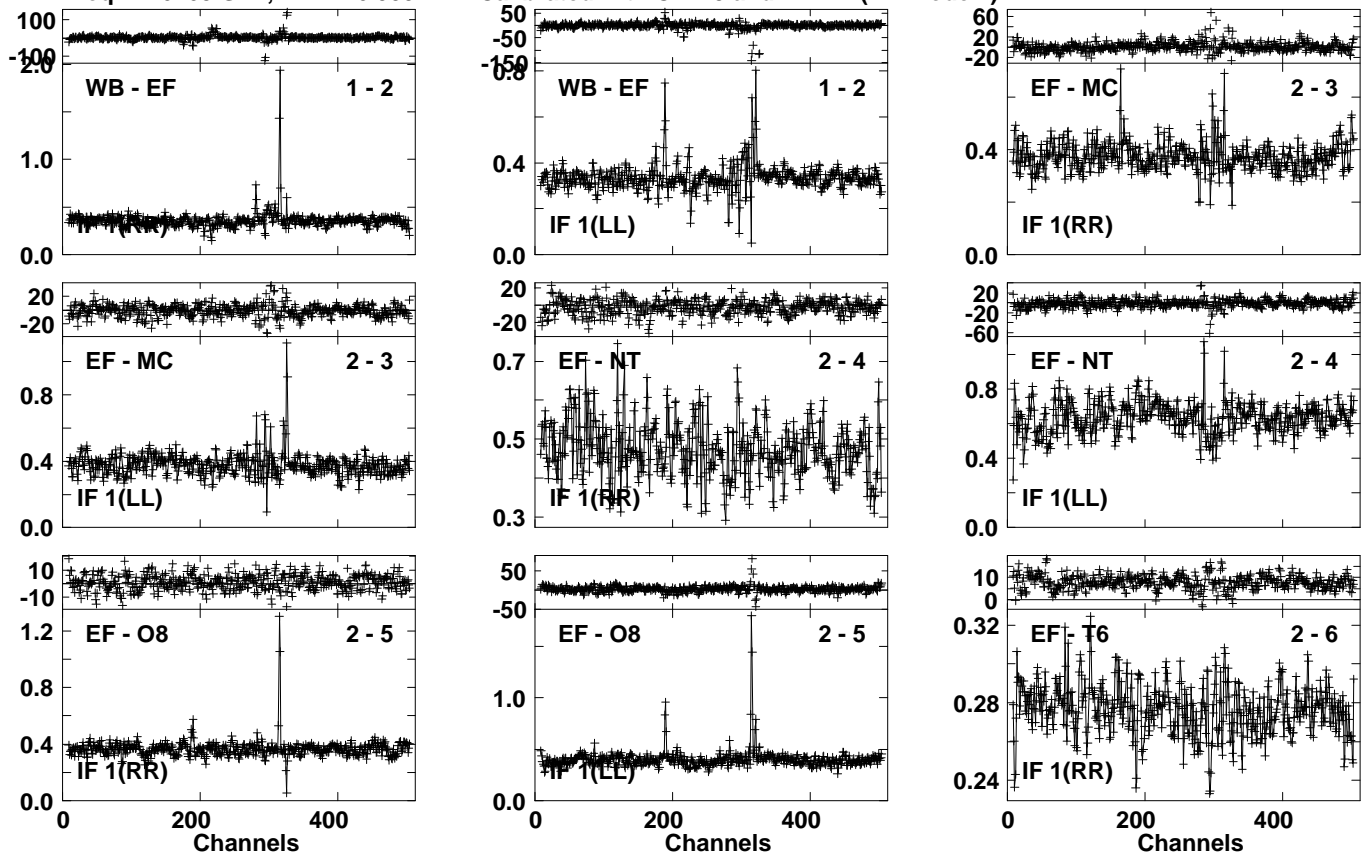 100
-100
2.0
WB - EF 1 - 2
1.0
IF 1(RR)
0.0
50
-50
-150
0.8
WB - EF 1 - 2
0.4
IF 1(LL)
0.0
60
20
-20
EF - MC 2 - 3
0.4
IF 1(RR)
0.0
20
-20
EF - MC 2 - 3
0.8
0.4
IF 1(LL)
0.0
20
-20
0.7
EF - NT 2 - 4
0.5
IF 1(RR)
0.3
20
-20
-60
EF - NT 2 - 4
0.8
0.4
IF 1(LL)
0.0
10
-10
1.2
EF - O8 2 - 5
0.8
0.4
IF 1(RR)
0.0
0 200 400
Channels
50
-50
EF - O8 2 - 5
1.0
IF 1(LL)
0.0
0 200 400
Channels
10
0
0.32
EF - T6 2 - 6
0.28
0.24
IF 1(RR)
0 200 400
Channels